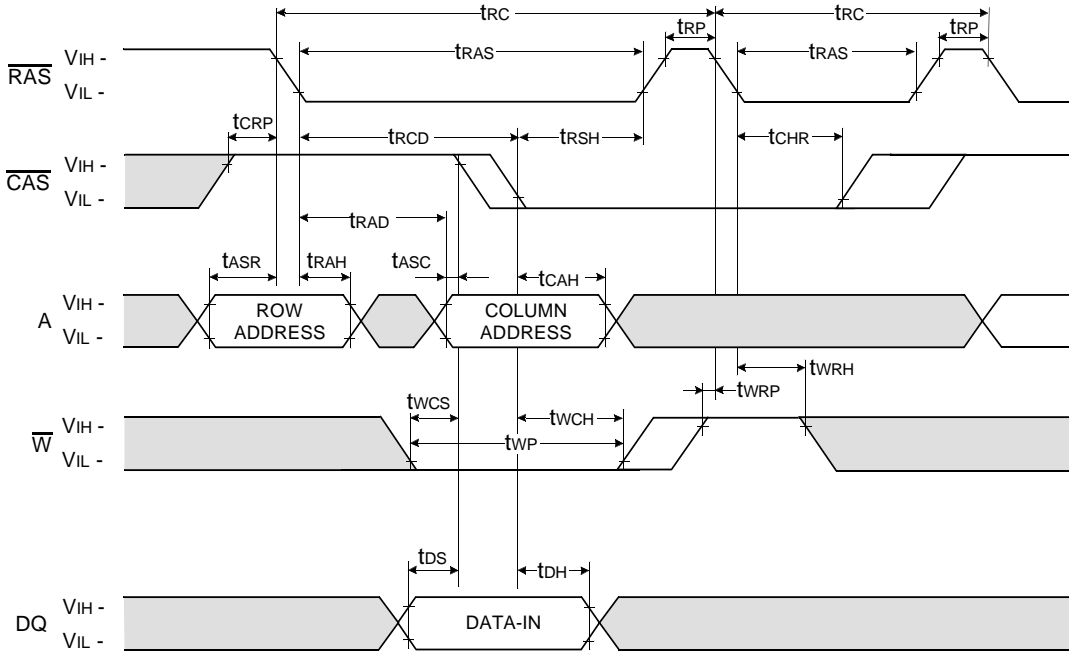 tRC tRC
tRP tRP
VIH -
RAS
VIL -
tRAS tRAS
tCRP tRCD tRSH tCHR
VIH -
CAS
VIL -
tRAD
tASR tRAH tASC tCAH
VIH -
A
VIL -
ROW
ADDRESS
COLUMN
ADDRESS
tWRH
tWRP
tWCS tWCH
VIH -
W
VIL -
tWP
tDS tDH
VIH -
DQ
VIL -
DATA-IN